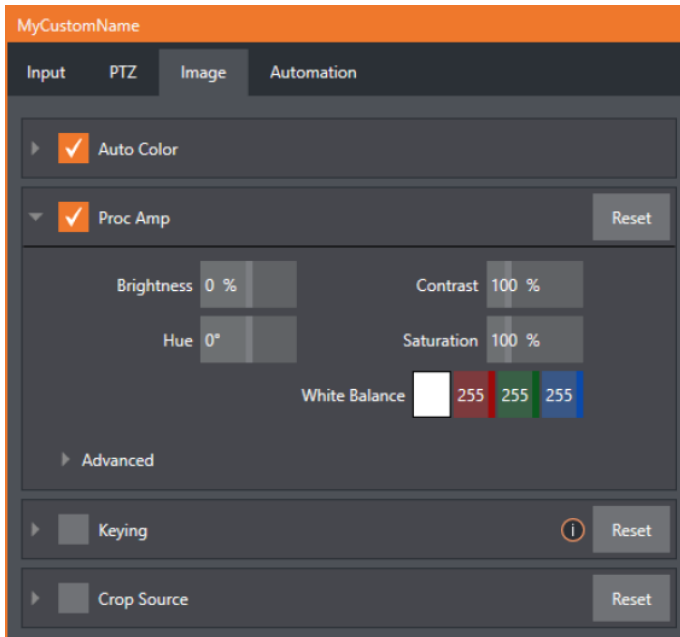 MyCustomName
Input PTZ Image Automation
Auto Color
Proc Amp Reset
Brightness 0 % Contrast 100 %
Hue 0° Saturation 100 %
White Balance 255 255 255
Advanced
Keying i Reset
Crop Source Reset